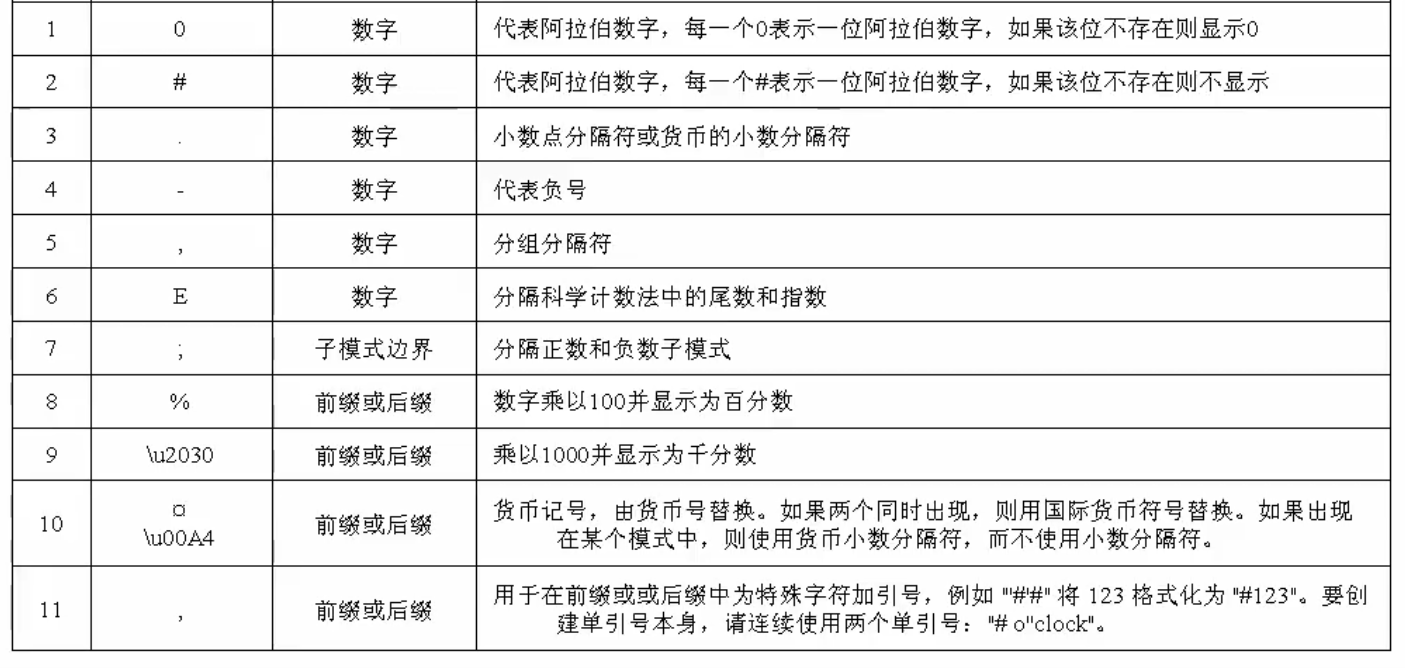 1 0 数字 代表阿拉伯数字，每一个0表示一位阿拉伯数字，如果该位不存在则显示0
2 # 数字 代表阿拉伯数字，每一个#表示一位阿拉伯数字，如果该位不存在则不显示
3 . 数字 小数点分隔符或货币的小数分隔符
4 - 数字 代表负号
5 , 数字 分组分隔符
6 E 数字 分隔科学计数法中的尾数和指数
7 ; 子模式边界 分隔正数和负数子模式
8 % 前缀或后缀 数字乘以100并显示为百分数
9 \u2030 前缀或后缀 乘以1000并显示为千分数
10 ¤ 前缀或后缀 货币记号，由货币号替换。如果两个同时出现，则用国际货币符号替换。如果出现
\u00A4 在某个模式中，则使用货币小数分隔符，而不使用小数分隔符。
11 , 前缀或后缀 用于在前缀或或后缀中为特殊字符加引号，例如 "'#'#" 将 123 格式化为 "#123"。要创
建单引号本身，请连续使用两个单引号："# o''clock"。